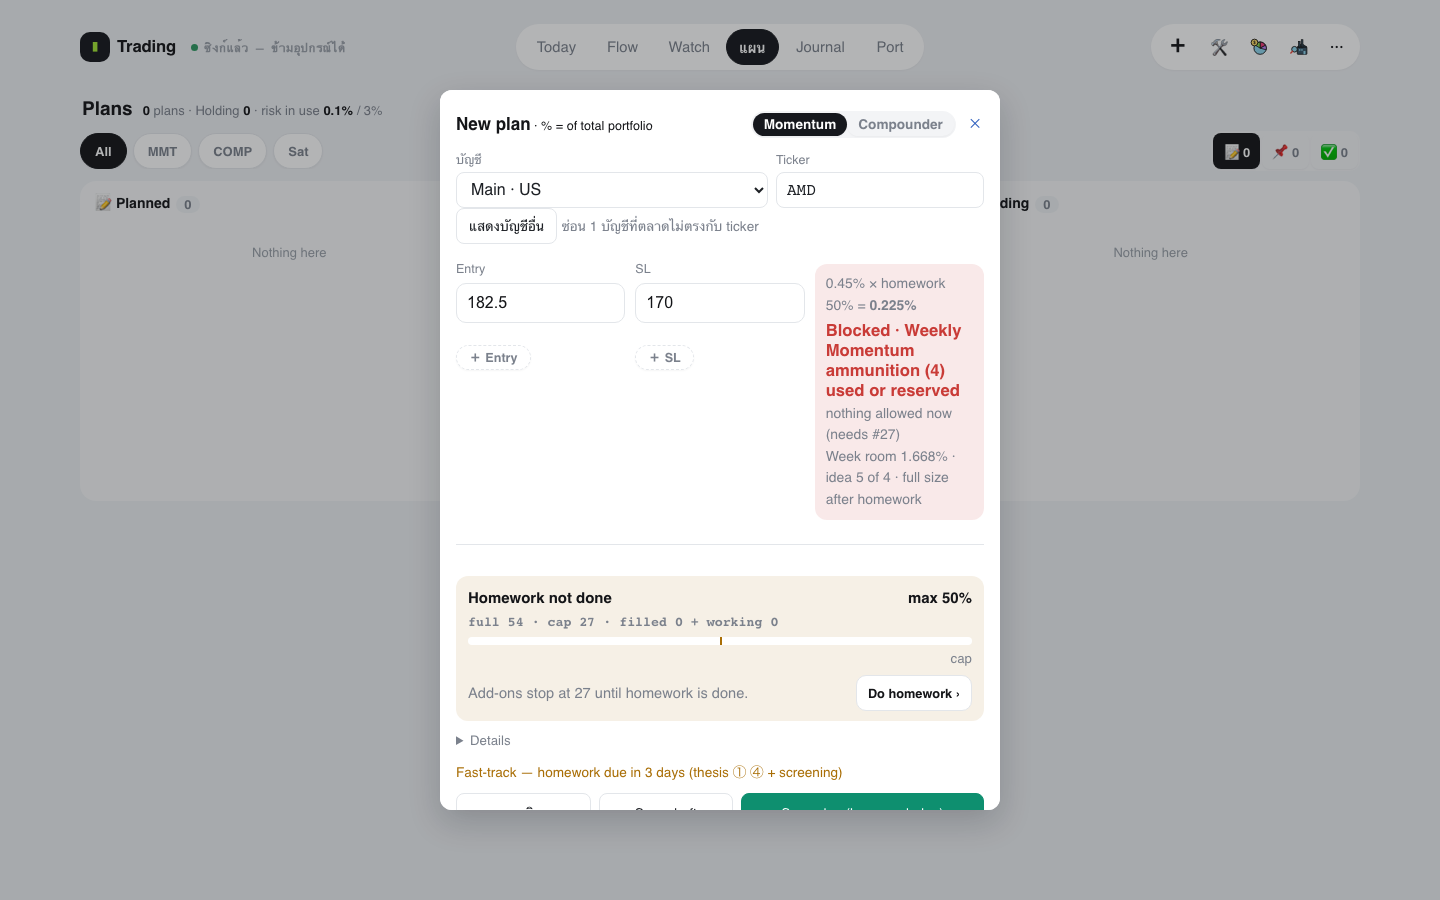 Trading
ซิงก์แล้ว — ข้ามอุปกรณ์ได้
Today
Flow
Watch
แผน
Journal
Port
Plans
0 plans · Holding 0 · risk in use 0.1% / 3%
All
MMT
COMP
Sat
0
0
0
Planned 0
Nothing here
ding 0
Nothing here
New plan · % = of total portfolio
Momentum
Compounder
×
บัญชี
Ticker
Main · US
AMD
แสดงบัญชีอื่น
ซ่อน 1 บัญชีที่ตลาดไม่ตรงกับ ticker
Entry
SL
182.5
170
+ Entry
+ SL
0.45% × homework
50% = 0.225%
Blocked · Weekly
Momentum
ammunition (4)
used or reserved
nothing allowed now
(needs #27)
Week room 1.668% ·
idea 5 of 4 · full size
after homework
Homework not done
max 50%
full 54 · cap 27 · filled 0 + working 0
cap
Add-ons stop at 27 until homework is done.
Do homework ›
Details
Fast-track — homework due in 3 days (thesis ① ④ + screening)